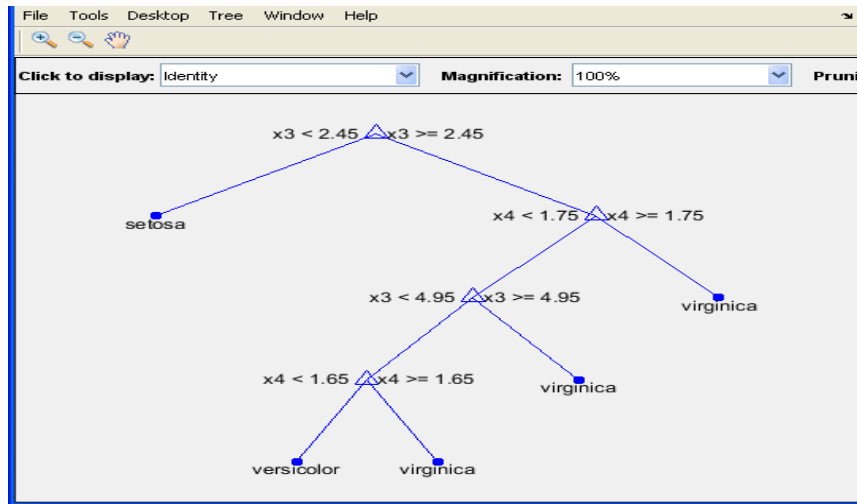 File Tools Desktop Tree Window Help
Click to display: Identity Magnification: 100% Pruni
x3 < 2.45 x3 >= 2.45
setosa
x4 < 1.75 x4 >= 1.75
x3 < 4.95 x3 >= 4.95
virginica
x4 < 1.65 x4 >= 1.65
virginica
versicolor virginica